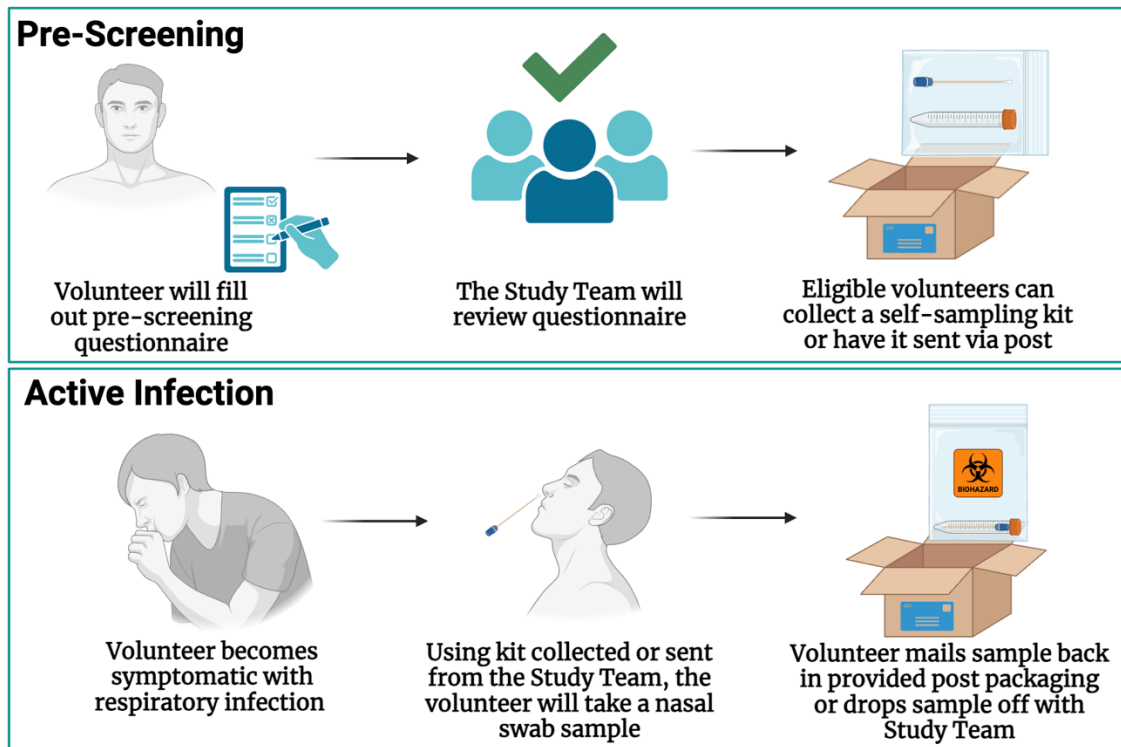 Pre-Screening
Volunteer will fill
out pre-screening
questionnaire
The Study Team will
review questionnaire
Eligible volunteers can
collect a self-sampling kit
or have it sent via post
Active Infection
BIOHAZARD
Volunteer becomes
symptomatic with
respiratory infection
Using kit collected or sent
from the Study Team, the
volunteer will take a nasal
swab sample
Volunteer mails sample back
in provided post packaging
or drops sample off with
Study Team